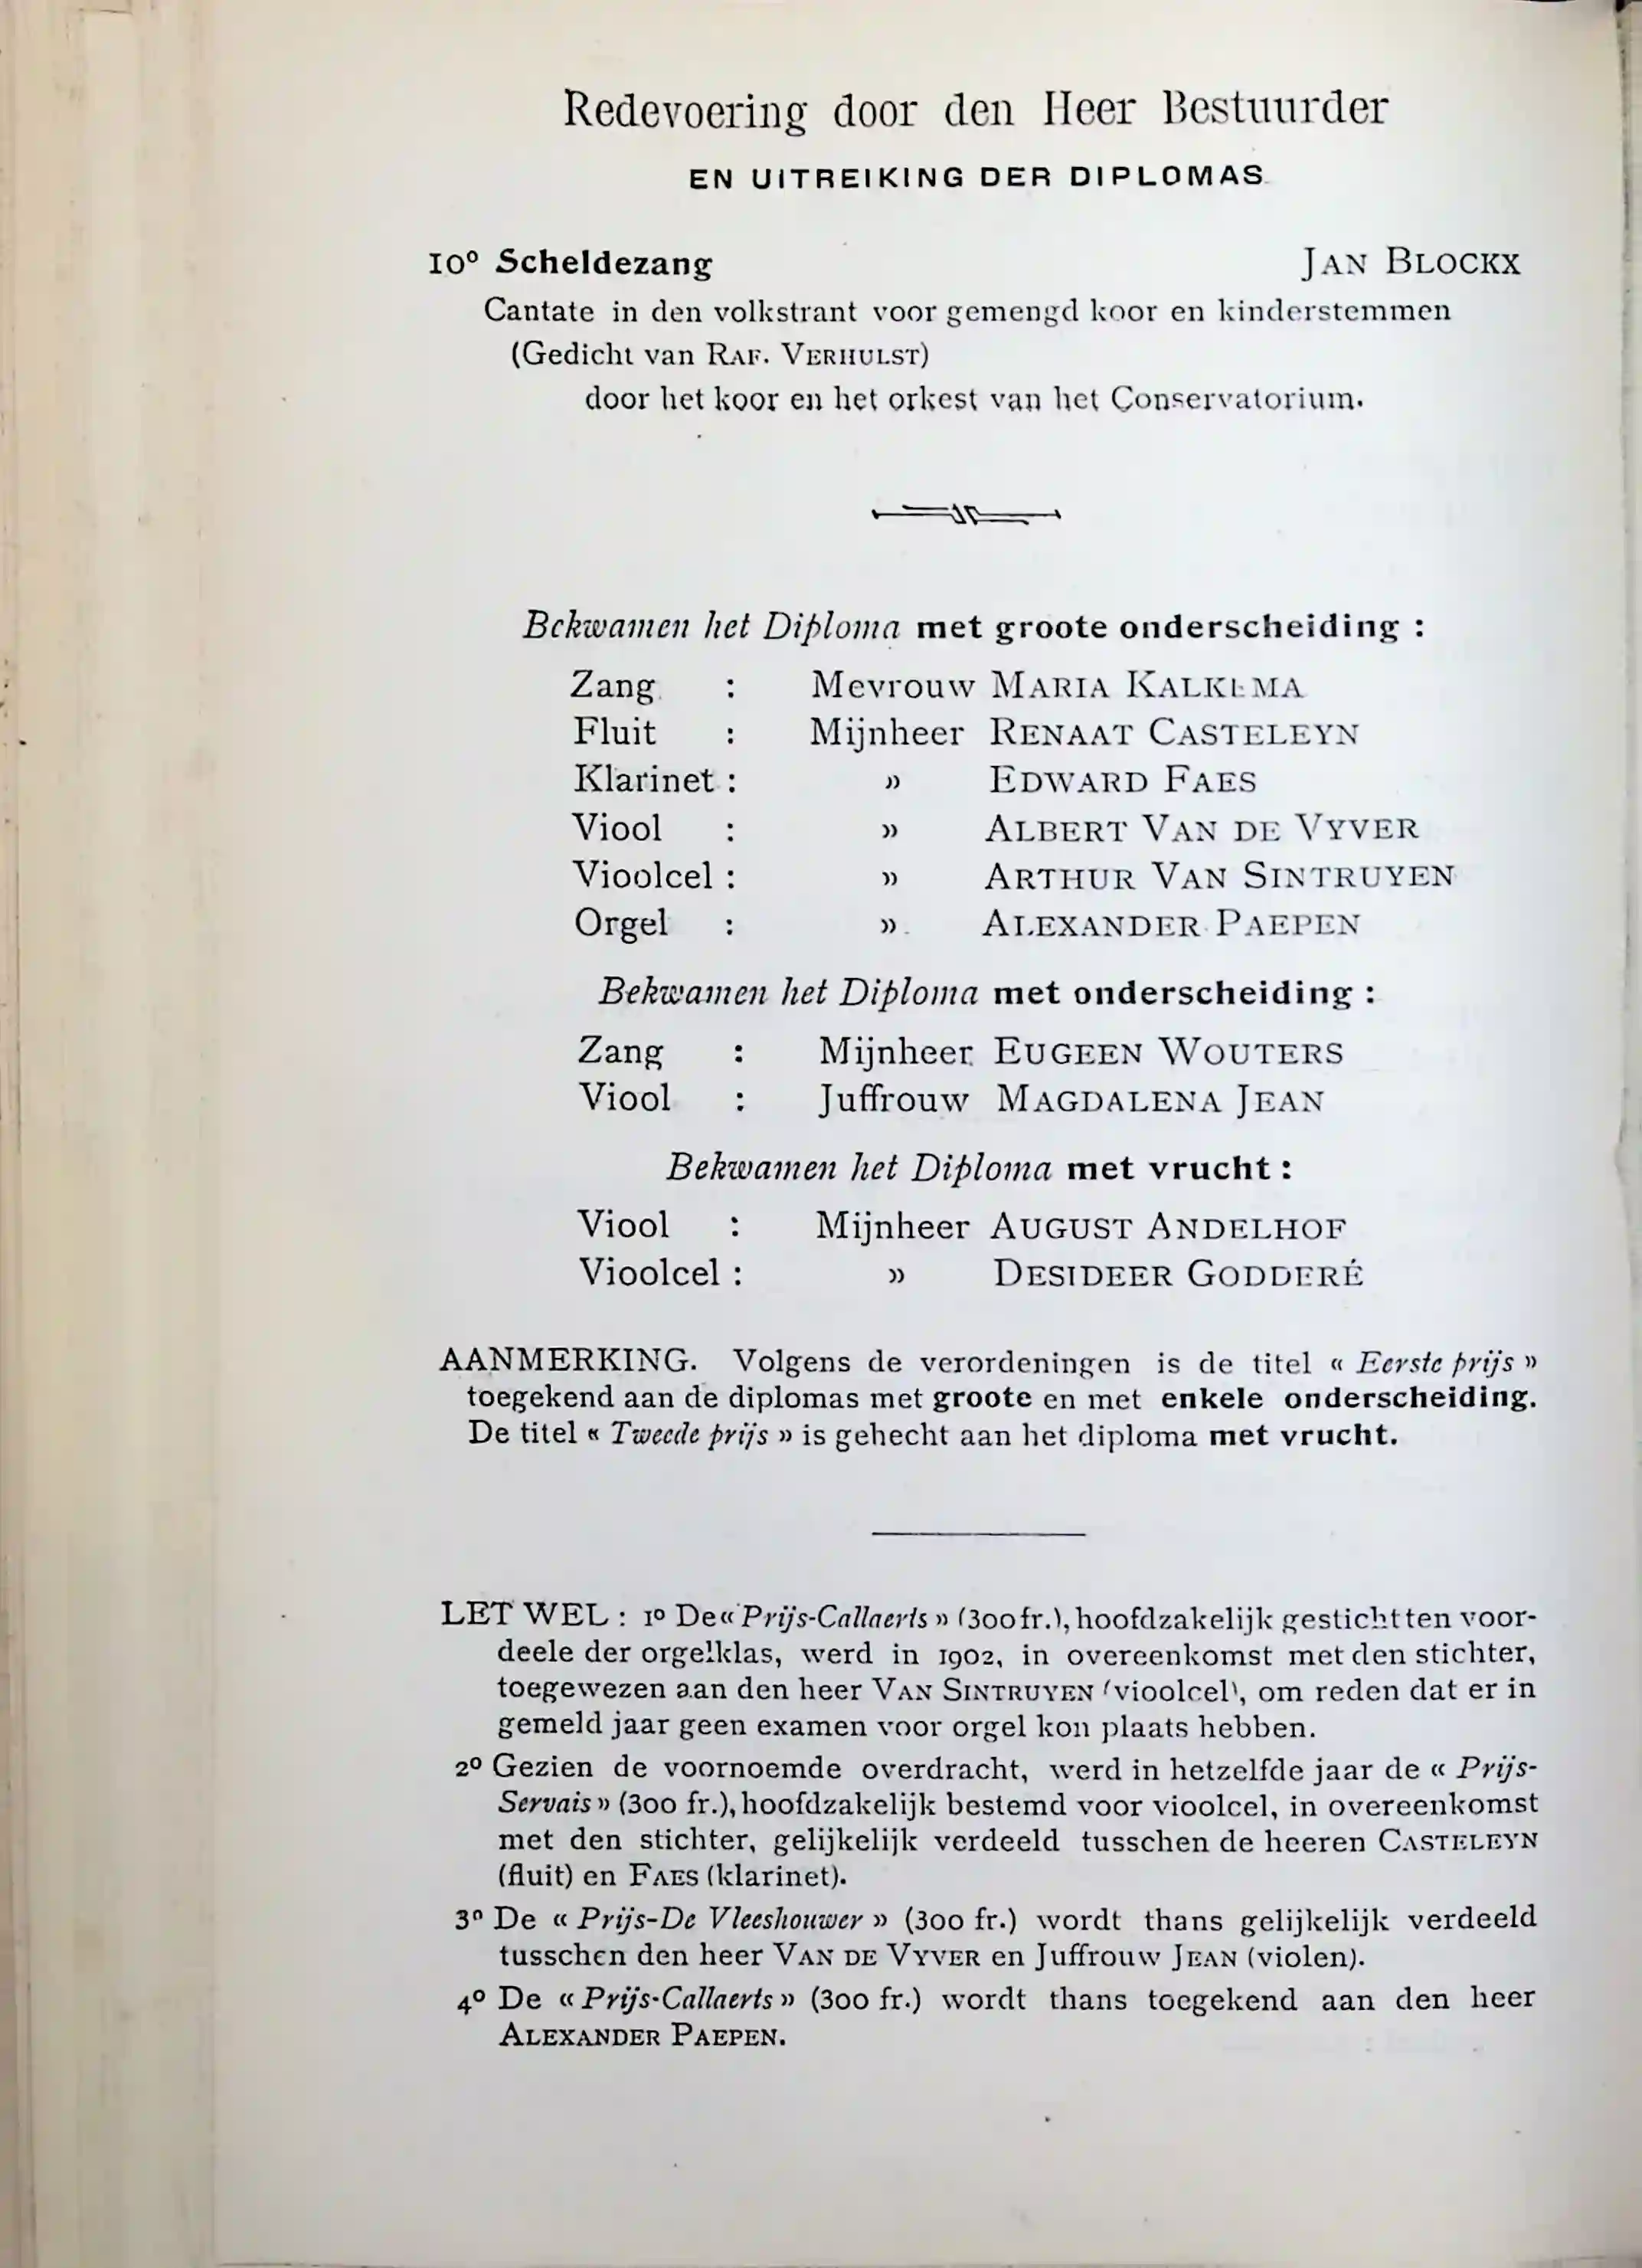 Redevoering door den Heer Bestuurder
EN UITREIKING DER DIPLOMAS
10° Scheldezang JAN BLOCKX
Cantate in den volkstrant voor gemengd koor en kinderstemmen
(Gedicht van RAF. VERHULST)
door het koor en het orkest van het Conservatorium.
Bekwamen het Diploma met groote onderscheiding :
Zang : Mevrouw MARIA KALKEMA
Fluit : Mijnheer RENAAT CASTELEYN
Klarinet : » EDWARD FAES
Viool : » ALBERT VAN DE VYVER
Vioolcel : » ARTHUR VAN SINTRUYEN
Orgel : » ALEXANDER PAEPEN
Bekwamen het Diploma met onderscheiding :
Zang : Mijnheer EUGEEN WOUTERS
Viool : Juffrouw MAGDALENA JEAN
Bekwamen het Diploma met vrucht :
Viool : Mijnheer AUGUST ANDELHOF
Vioolcel : » DESIDEER GODDERÉ
AANMERKING. Volgens de verordeningen is de titel « Eerste prijs »
toegekend aan de diplomas met groote en met enkele onderscheiding.
De titel « Tweede prijs » is gehecht aan het diploma met vrucht.
LET WEL : 1° De « Prijs-Callaerts » (300 fr.), hoofdzakelijk gesticht ten voor-
deele der orgelklas, werd in 1902, in overeenkomst met den stichter,
toegewezen aan den heer VAN SINTRUYEN (vioolcel), om reden dat er in
gemeld jaar geen examen voor orgel kon plaats hebben.
2° Gezien de voornoemde overdracht, werd in hetzelfde jaar de « Prijs-
Servais » (300 fr.), hoofdzakelijk bestemd voor vioolcel, in overeenkomst
met den stichter, gelijkelijk verdeeld tusschen de heeren CASTELEYN
(fluit) en FAES (klarinet).
3° De « Prijs-De Vleeshouwer » (300 fr.) wordt thans gelijkelijk verdeeld
tusschen den heer VAN DE VYVER en Juffrouw JEAN (violen).
4° De « Prijs-Callaerts » (300 fr.) wordt thans toegekend aan den heer
ALEXANDER PAEPEN.